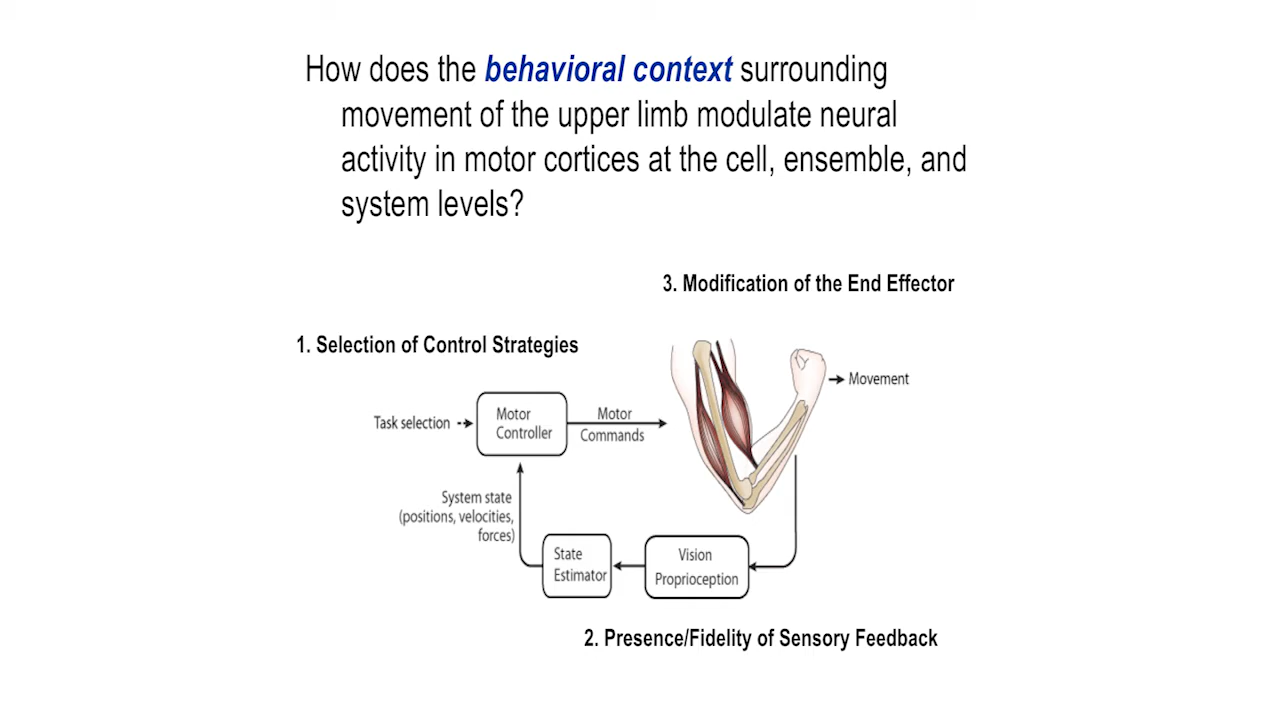 How does the behavioral context surrounding
movement of the upper limb modulate neural
activity in motor cortices at the cell, ensemble, and
system levels?
3. Modification of the End Effector
1. Selection of Control Strategies
Movement
Task selection
Motor
Controller
Motor
Commands
System state
(positions, velocities,
forces)
State
Estimator
Vision
Proprioception
2. Presence/Fidelity of Sensory Feedback